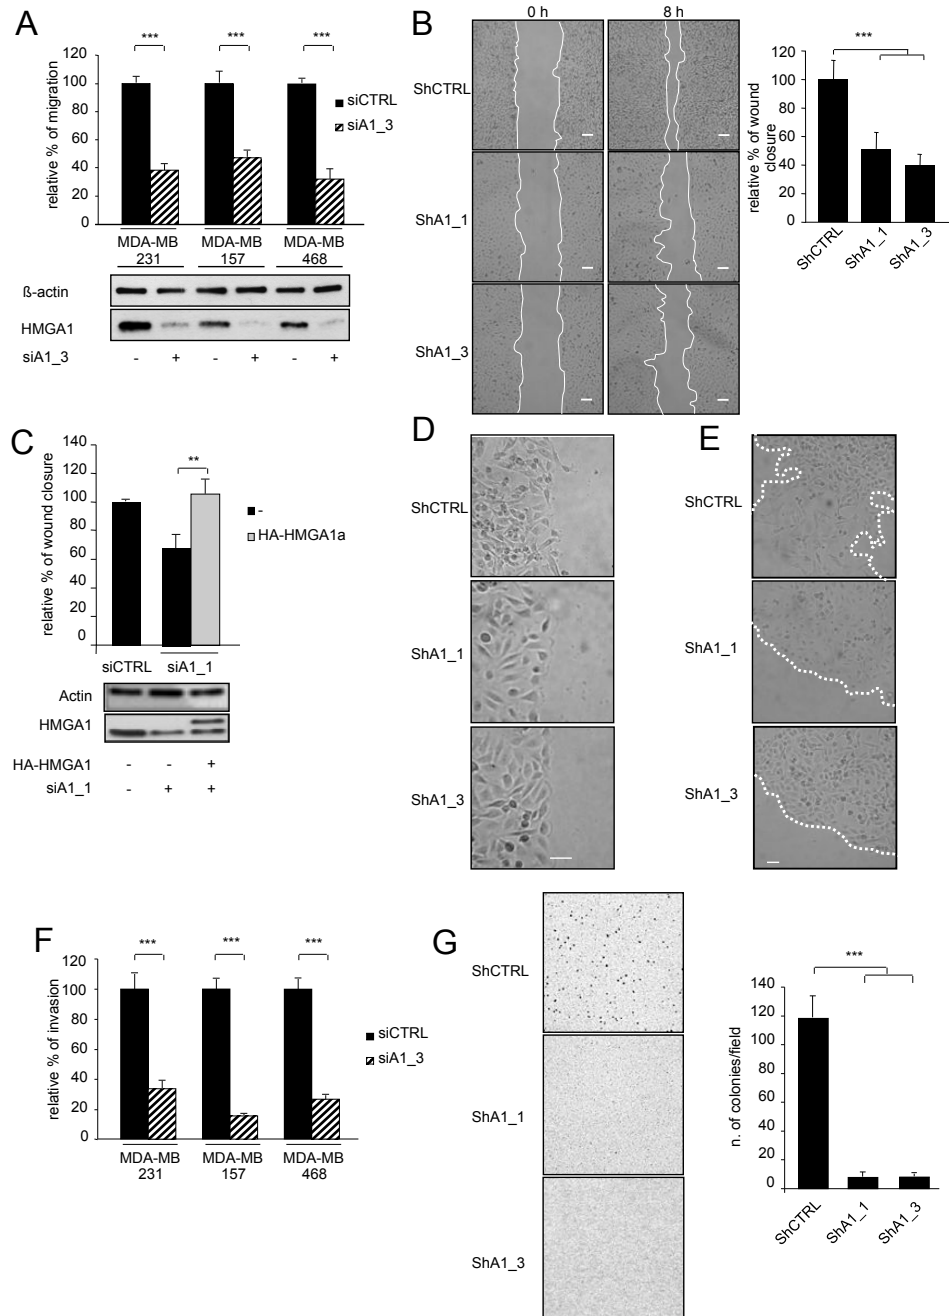 A
*** *** ***
relative % of migration
120
100
80
60
40
20
0
siCTRL
siA1_3
MDA-MB MDA-MB MDA-MB
231 157 468
ß-actin
HMGA1
siA1_3 - + - + - +
B
0 h 8 h
ShCTRL
ShA1_1
ShA1_3
***
relative % of wound
closure
120
100
80
60
40
20
0
ShCTRL
ShA1_1
ShA1_3
C
relative % of wound closure
140
120
100
80
60
40
20
0
**
-
HA-HMGA1a
siCTRL siA1_1
Actin
HMGA1
HA-HMGA1 - - +
siA1_1 - + +
D
ShCTRL
ShA1_1
ShA1_3
E
ShCTRL
ShA1_1
ShA1_3
F
*** *** ***
relative % of invasion
120
100
80
60
40
20
0
siCTRL
siA1_3
MDA-MB MDA-MB MDA-MB
231 157 468
G
ShCTRL
ShA1_1
ShA1_3
***
n. of colonies/field
140
120
100
80
60
40
20
0
ShCTRL
ShA1_1
ShA1_3